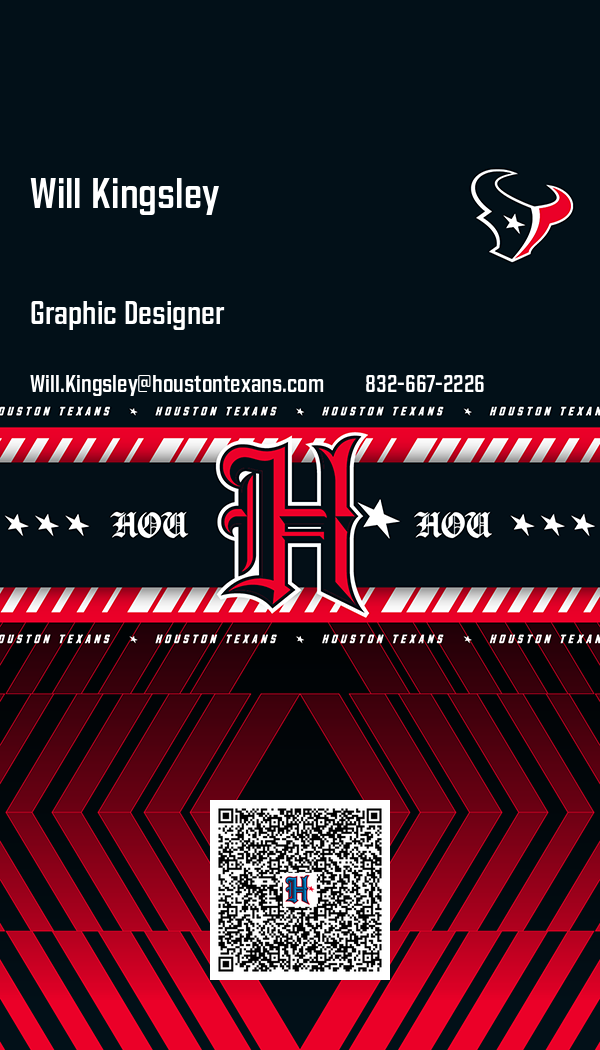 Will Kingsley
Graphic Designer
Will.Kingsley@houstontexans.com 832-667-2226
HOUSTON TEXANS HOUSTON TEXANS HOUSTON TEXANS HOUSTON TEXANS
H
HOU HOU
HOUSTON TEXANS HOUSTON TEXANS HOUSTON TEXANS HOUSTON TEXANS
H